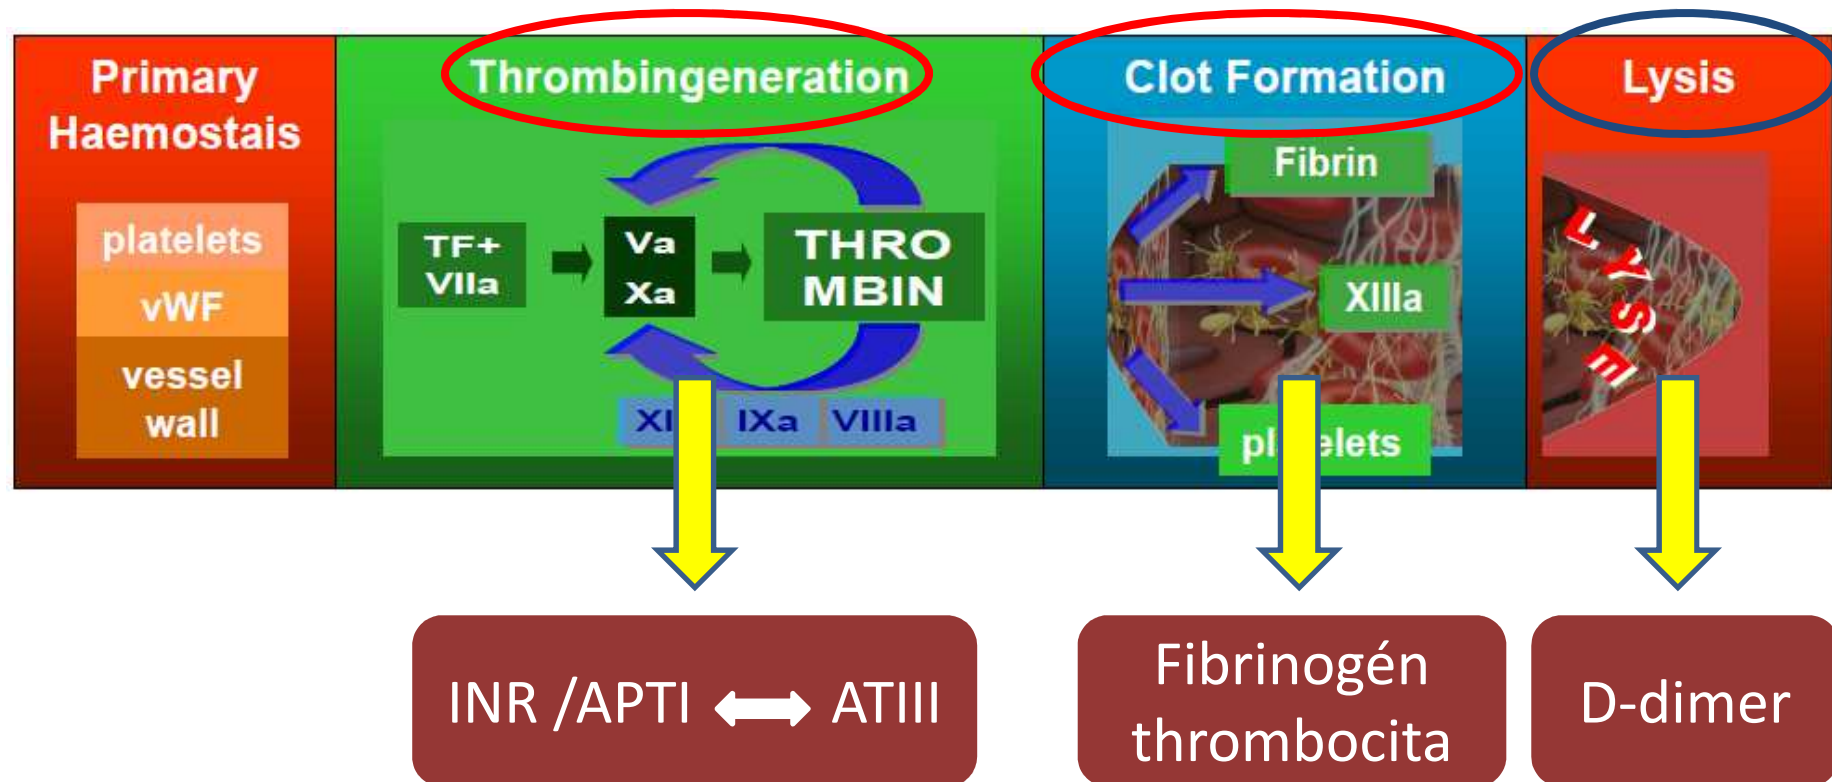 Primary
Haemostais
platelets
vWF
vessel
wall
Thrombingeneration
TF+
VIIa
Va
Xa
THRO
MBIN
IXa
VIIIa
Clot Formation
Fibrin
XIIIa
Lysis
LYSE
INR /APTI ATIII
Fibrinogén
thrombocita
D-dimer